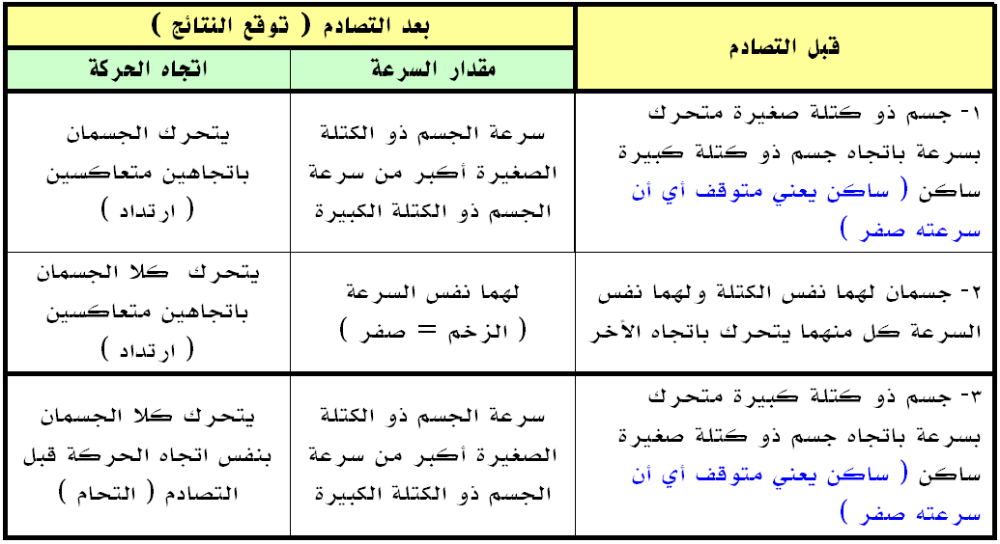 قبل التصادم
بعد التصادم ( توقع النتائج )
مقدار السرعة
اتجاه الحركة
١- جسم ذو كتلة صغيرة متحرك
بسرعة باتجاه جسم ذو كتلة كبيرة
ساكن ( ساكن يعني متوقف أي أن
سرعته صفر )
سرعة الجسم ذو الكتلة
الصغيرة أكبر من سرعة
الجسم ذو الكتلة الكبيرة
يتحرك الجسمان
باتجاهين متعاكسين
( ارتداد )
٢- جسمان لهما نفس الكتلة ولهما نفس
السرعة كل منهما يتحرك باتجاه الأخر
لهما نفس السرعة
( الزخم = صفر )
يتحرك كلا الجسمان
باتجاهين متعاكسين
( ارتداد )
٣- جسم ذو كتلة كبيرة متحرك
بسرعة باتجاه جسم ذو كتلة صغيرة
ساكن ( ساكن يعني متوقف أي أن
سرعته صفر )
سرعة الجسم ذو الكتلة
الصغيرة أكبر من سرعة
الجسم ذو الكتلة الكبيرة
يتحرك كلا الجسمان
بنفس اتجاه الحركة قبل
التصادم ( التحام )